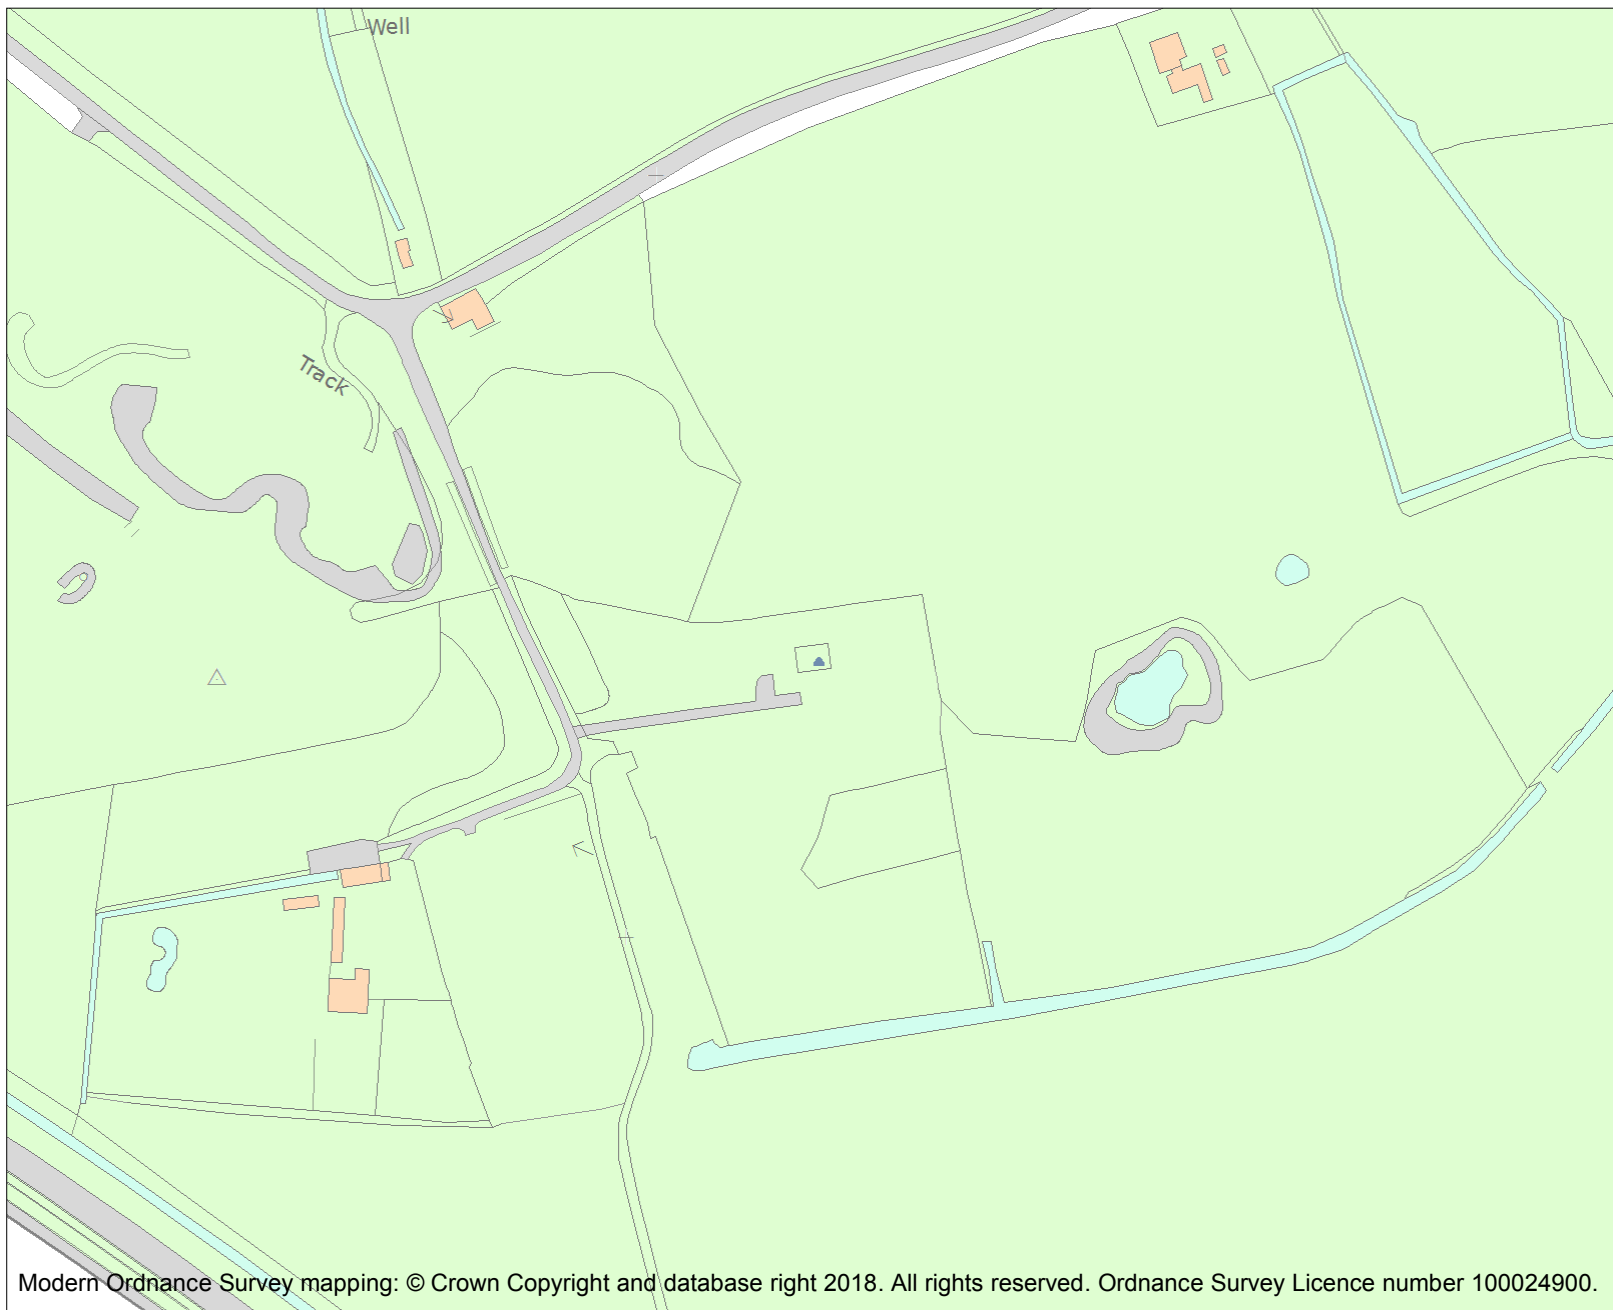 Well
Track
Modern Ordnance Survey mapping: © Crown Copyright and database right 2018. All rights reserved. Ordnance Survey Licence number 100024900.